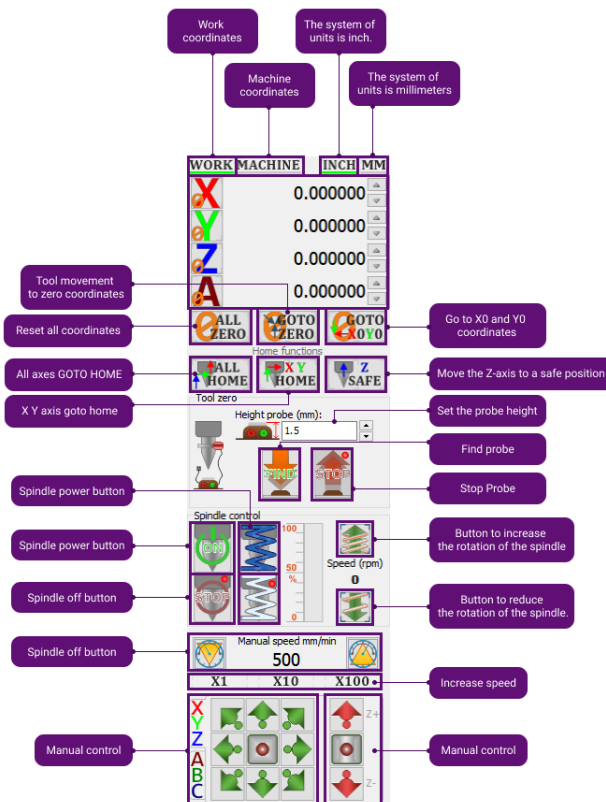 Work
coordinates
The system of
units is inch.
Machine
coordinates
The system of
units is millimeters
WORK MACHINE INCH MM
X 0.000000
Y 0.000000
Z 0.000000
A 0.000000
Tool movement
to zero coordinates
Reset all coordinates
ALL
ZERO
GOTO
ZERO
GOTO
X0Y0
Go to X0 and Y0
coordinates
Home functions
All axes GOTO HOME
ALL
HOME
X Y
HOME
Z
SAFE
Move the Z-axis to a safe position
X Y axis goto home
Tool zero
Height probe (mm):
1.5
Set the probe height
Find probe
FIND
STOP
Stop Probe
Spindle power button
Spindle control
Spindle power button
ON
100
50
%
0
Speed (rpm)
0
Button to increase
the rotation of the spindle
Spindle off button
STOP
Button to reduce
the rotation of the spindle.
Spindle off button
Manual speed mm/min
500
X1 X10 X100
Increase speed
Manual control
X
Y
Z
A
B
C
Z+
Z-
Manual control